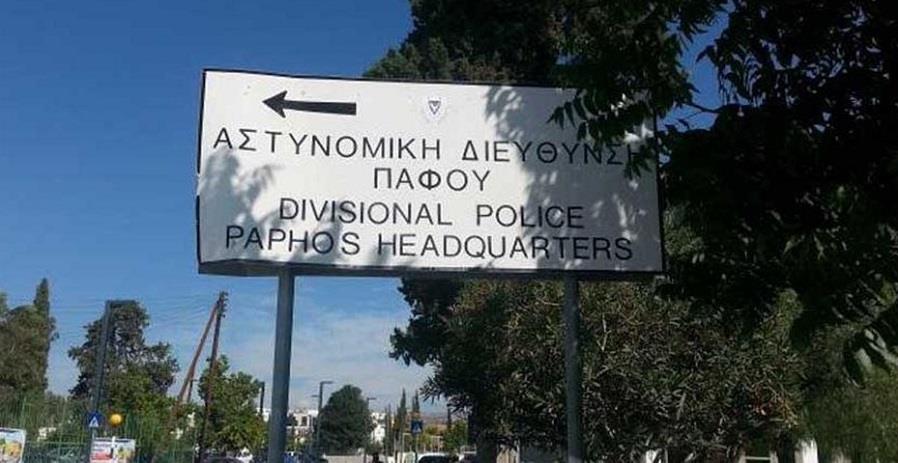 ΑΣΤΥΝΟΜΙΚΗ ΔΙΕΥΘΥΝΣΗ
ΠΑΦΟΥ
DIVISIONAL POLICE
PAPHOS HEADQUARTERS